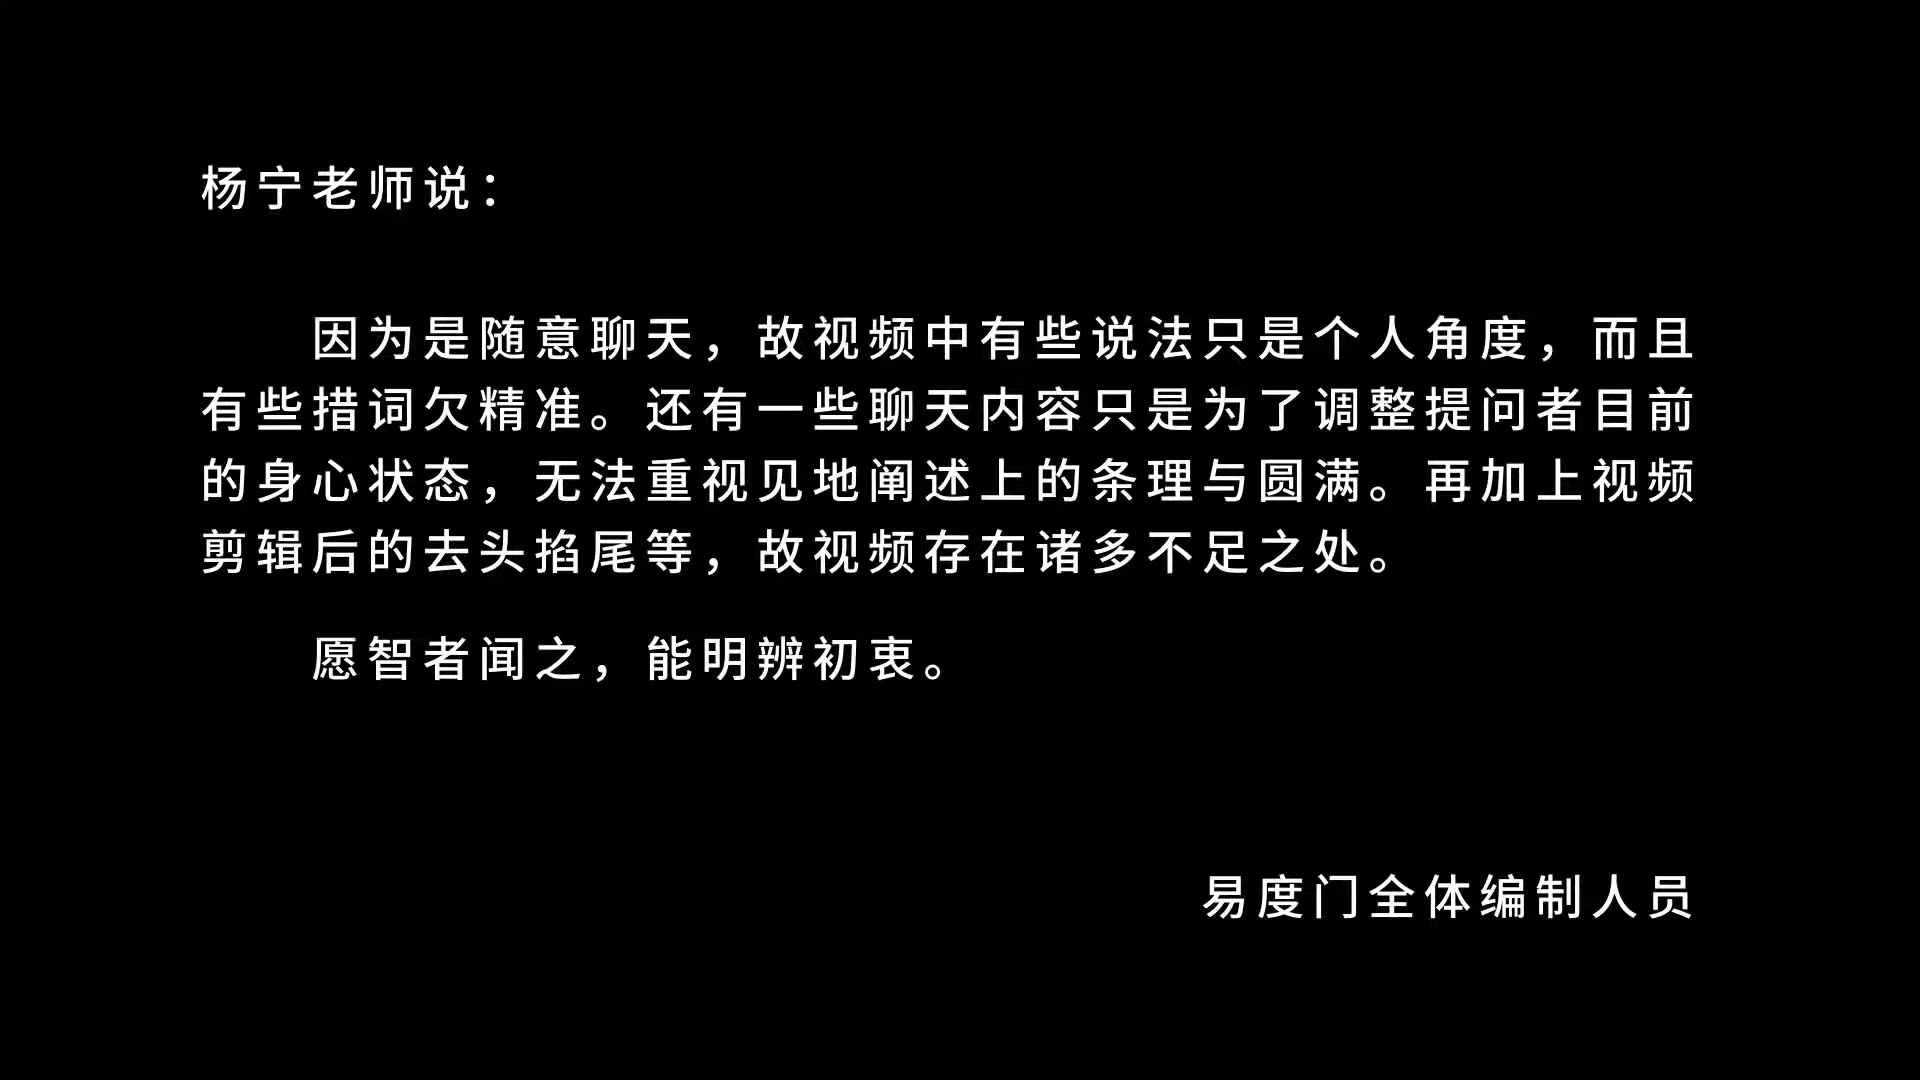 杨宁老师说：
因为是随意聊天，故视频中有些说法只是个人角度，而且
有些措词欠精准。还有一些聊天内容只是为了调整提问者目前
的身心状态，无法重视见地阐述上的条理与圆满。再加上视频
剪辑后的去头掐尾等，故视频存在诸多不足之处。
愿智者闻之，能明辨初衷。
易度门全体编制人员